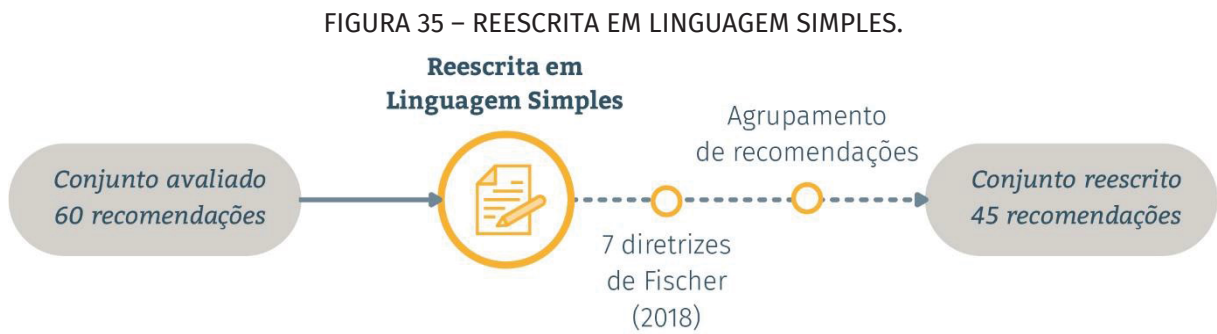 FIGURA 35 – REESCRITA EM LINGUAGEM SIMPLES.
Reescrita em
Linguagem Simples
Conjunto avaliado
60 recomendações
7 diretrizes
de Fischer
(2018)
Agrupamento
de recomendações
Conjunto reescrito
45 recomendações